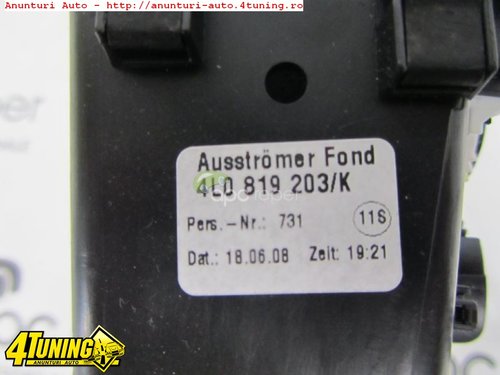 Anunturi Auto - anunturi-auto.4tuning.ro
Ausströmer Fond
4L0 819 203/K
Pers.-Nr.: 731
11S
Dat.: 18.06.08 Zeit: 19:21
4TUNING
ANUNTURI AUTO